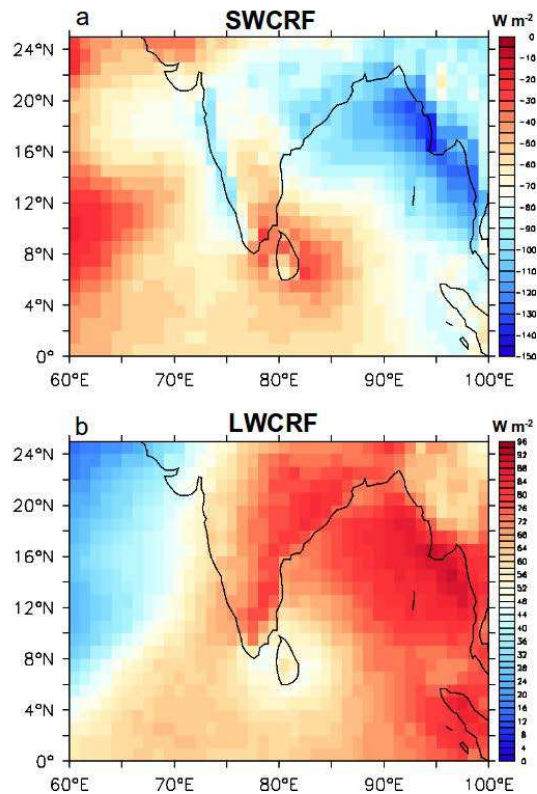 a
SWCRF
W m-2
24°N
20°N
16°N
12°N
8°N
4°N
0°
60°E
70°E
80°E
90°E
100°E
0
-10
-20
-30
-40
-50
-60
-70
-80
-90
-100
-110
-120
-130
-140
-150
b
LWCRF
W m-2
24°N
20°N
16°N
12°N
8°N
4°N
0°
60°E
70°E
80°E
90°E
100°E
96
92
88
84
80
76
72
68
64
60
56
52
48
44
40
36
32
28
24
20
16
12
8
4
0